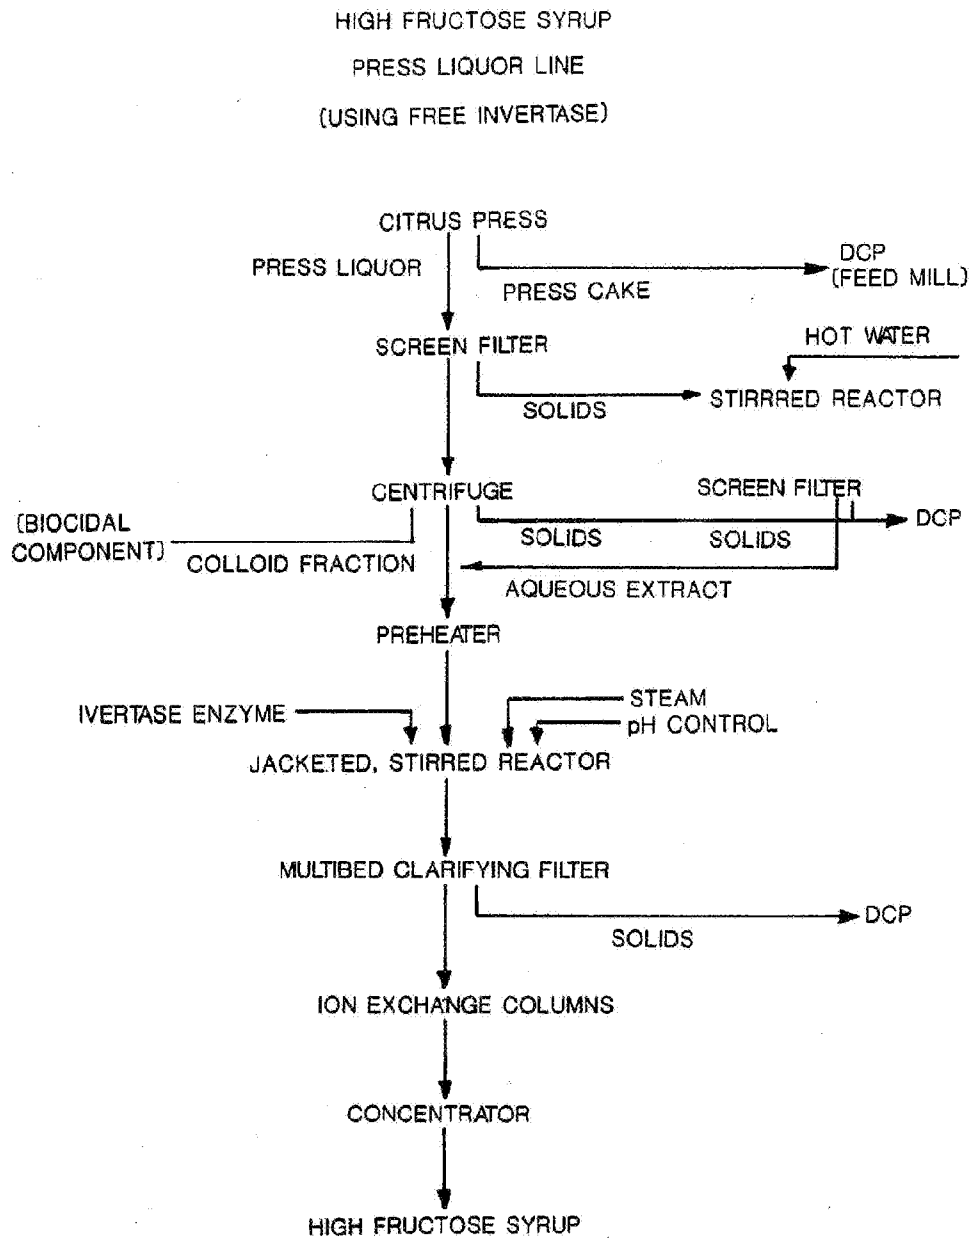 HIGH FRUCTOSE SYRUP
PRESS LIQUOR LINE
(USING FREE INVERTASE)
CITRUS PRESS
PRESS LIQUOR
DCP
(FEED MILL)
PRESS CAKE
HOT WATER
SCREEN FILTER
SOLIDS
STIRRRED REACTOR
CENTRIFUGE
SCREEN FILTER
(BIOCIDAL
COMPONENT)
COLLOID FRACTION
SOLIDS
SOLIDS
DCP
AQUEOUS EXTRACT
PREHEATER
IVERTASE ENZYME
STEAM
pH CONTROL
JACKETED, STIRRED REACTOR
MULTIBED CLARIFYING FILTER
SOLIDS
DCP
ION EXCHANGE COLUMNS
CONCENTRATOR
HIGH FRUCTOSE SYRUP